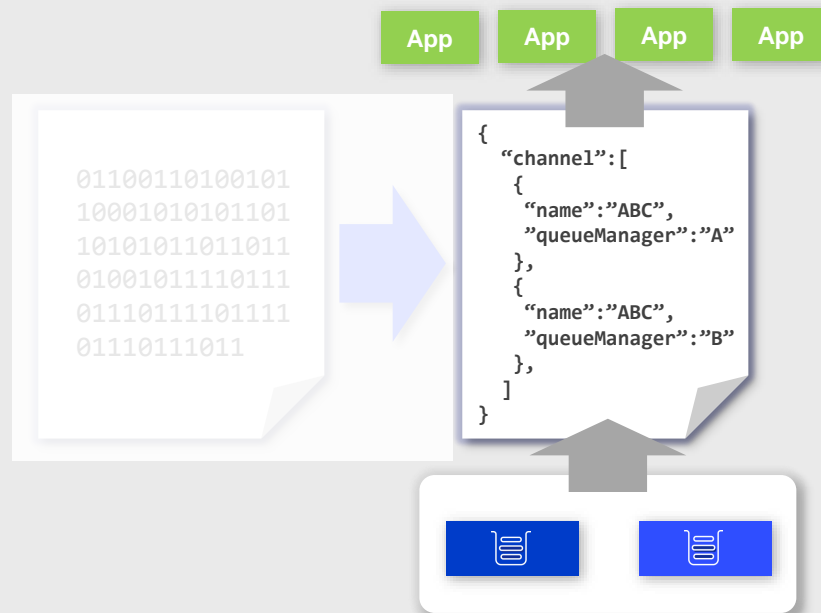 App App App App
01100110100101
10001010101101
10101011011011
01001011110111
01110111101111
01110111011
{
“channel”:[
{
“name”:”ABC”,
”queueManager”:”A”
},
{
“name”:”ABC”,
”queueManager”:”B”
},
]
}